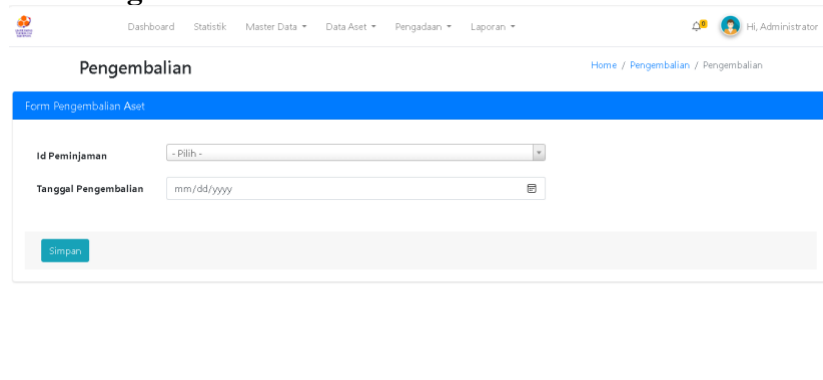 Dashboard Statistik Master Data Data Aset Pengadaan Laporan Hi, Administrator
Pengembalian Home / Pengembalian / Pengembalian
Form Pengembalian Aset
Id Peminjaman - Pilih -
Tanggal Pengembalian mm/dd/yyyy
Simpan